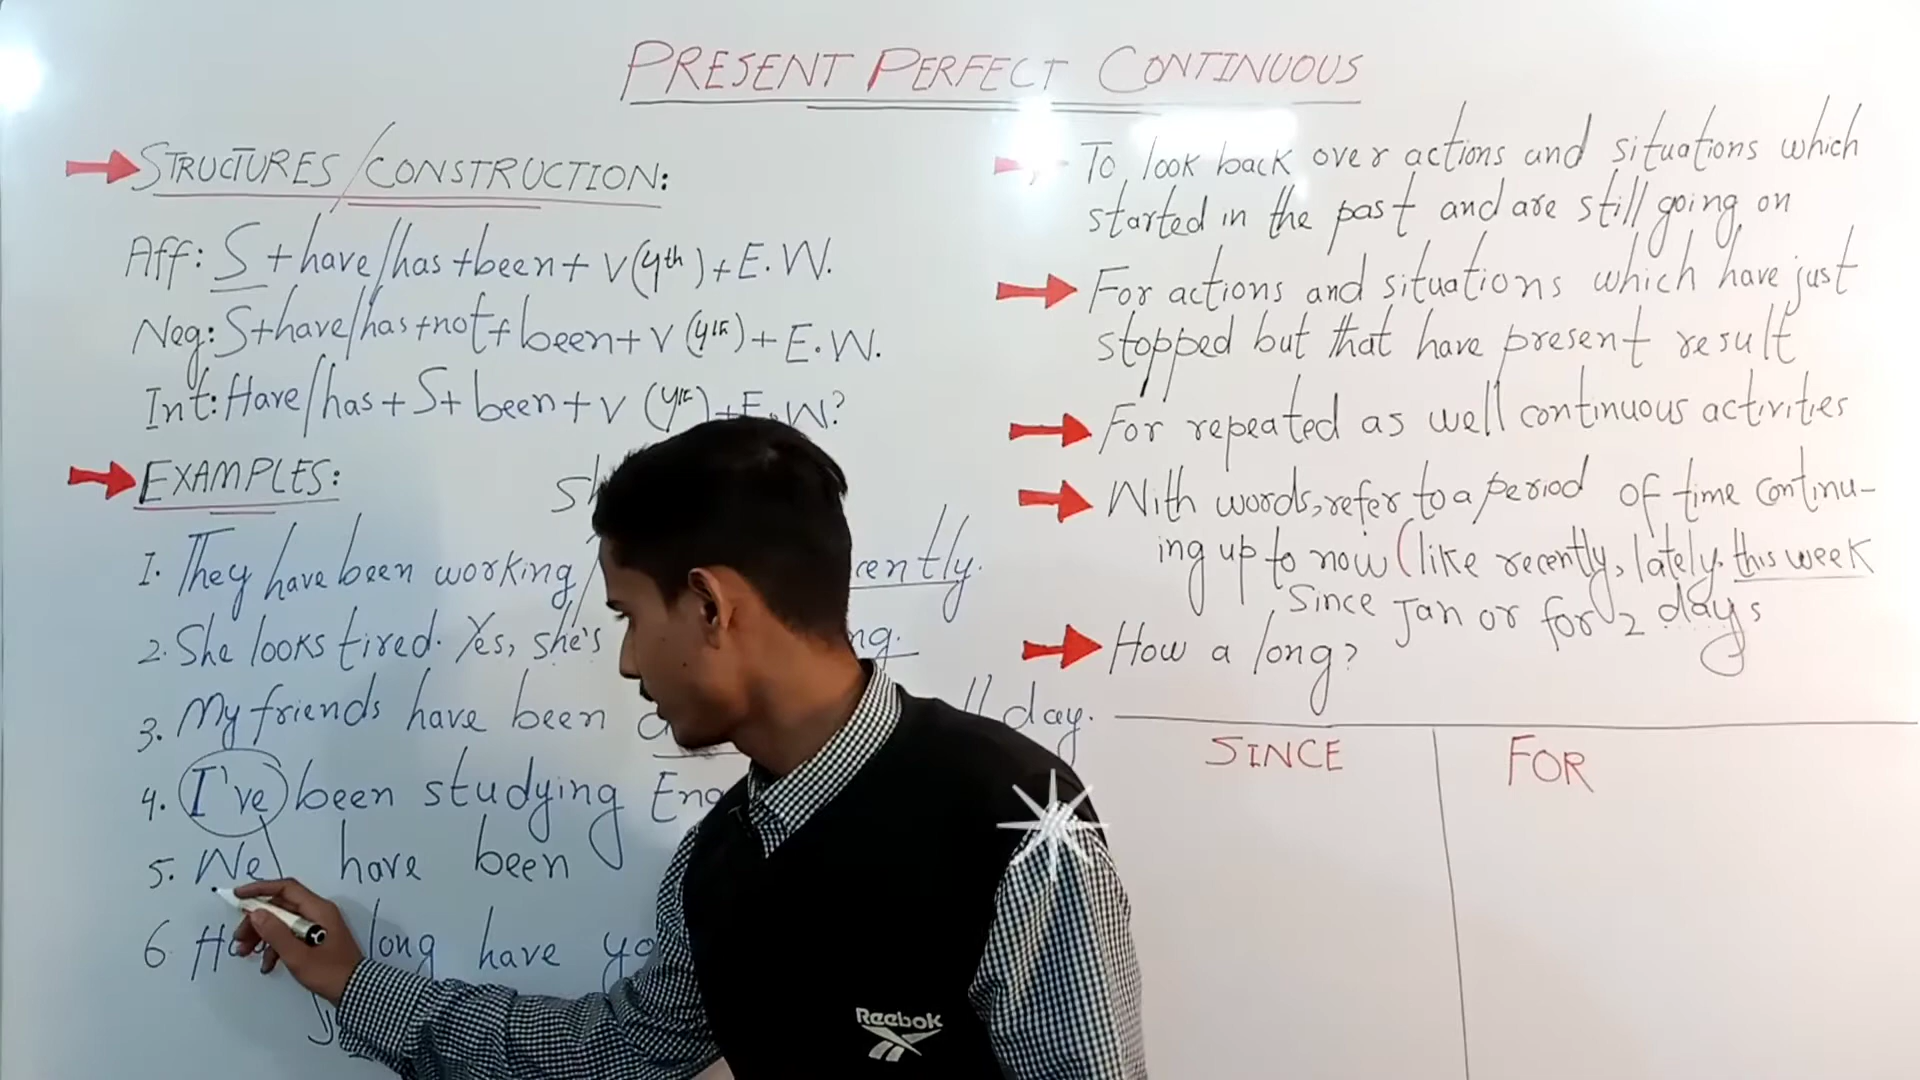 PRESENT PERFECT CONTINUOUS
STRUCTURES/CONSTRUCTION:
Aff: S+have/has+been+V(4th)+E.W.
Neg: S+have/has+not+been+V(4th)+E.W.
Int: Have/has+S+been+V(4th)+E.W?
EXAMPLES:
1. They have been working
2. She looks tired. Yes, she's
3. My friends have been day.
4. I've been studying
5. We have been
6. long have
To look back over actions and situations which
started in the past and are still going on
For actions and situations which have just
stopped but that have present result
For repeated as well continuous activities
With words, refer to a period of time continu-
ing up to now (like recently, lately, this week
Since Jan or for 2 days
How a long?
SINCE
FOR
Reebok